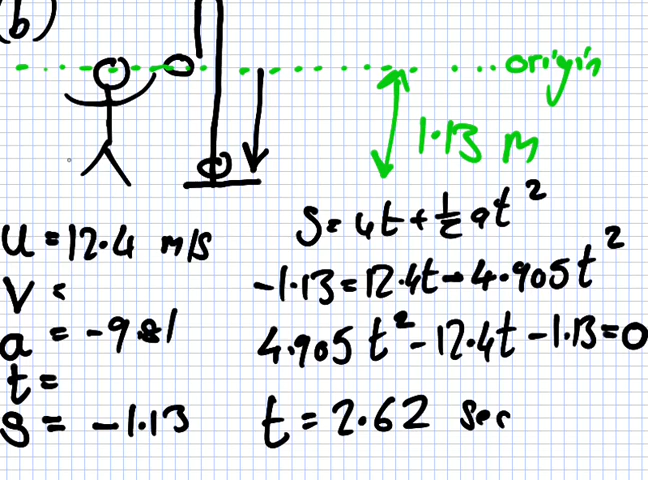 (b)
origin
1.13 m
u = 12.4 m/s
v =
a = -9.81
t =
s = -1.13
s = ut + ½at²
-1.13 = 12.4t - 4.905t²
4.905t² - 12.4t - 1.13 = 0
t = 2.62 sec